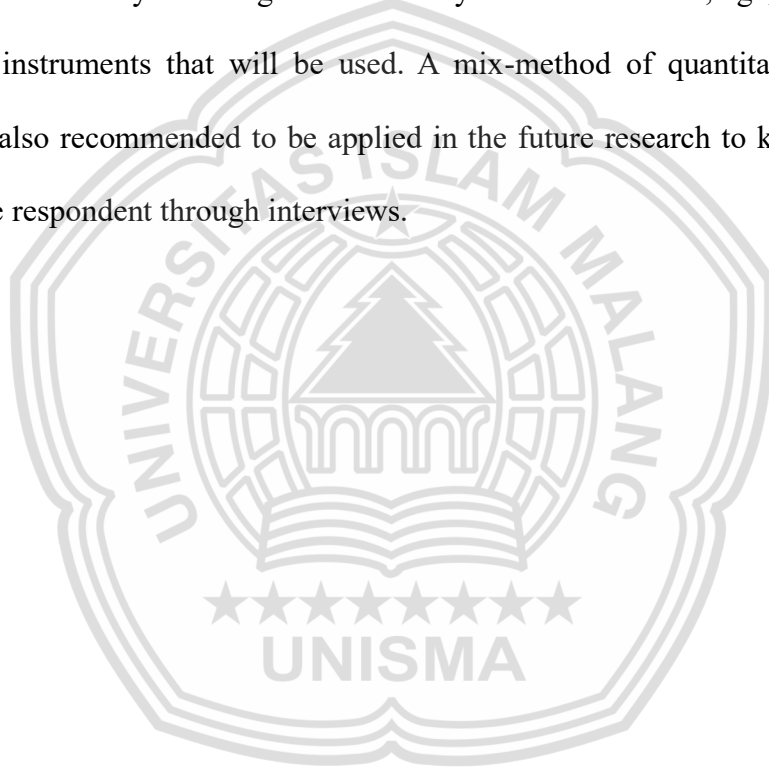 instruments that will be used. A mix-method of quantita
also recommended to be applied in the future research to k
respondent through interviews.
UNIVERSITAS ISLAM MALANG
UNISMA